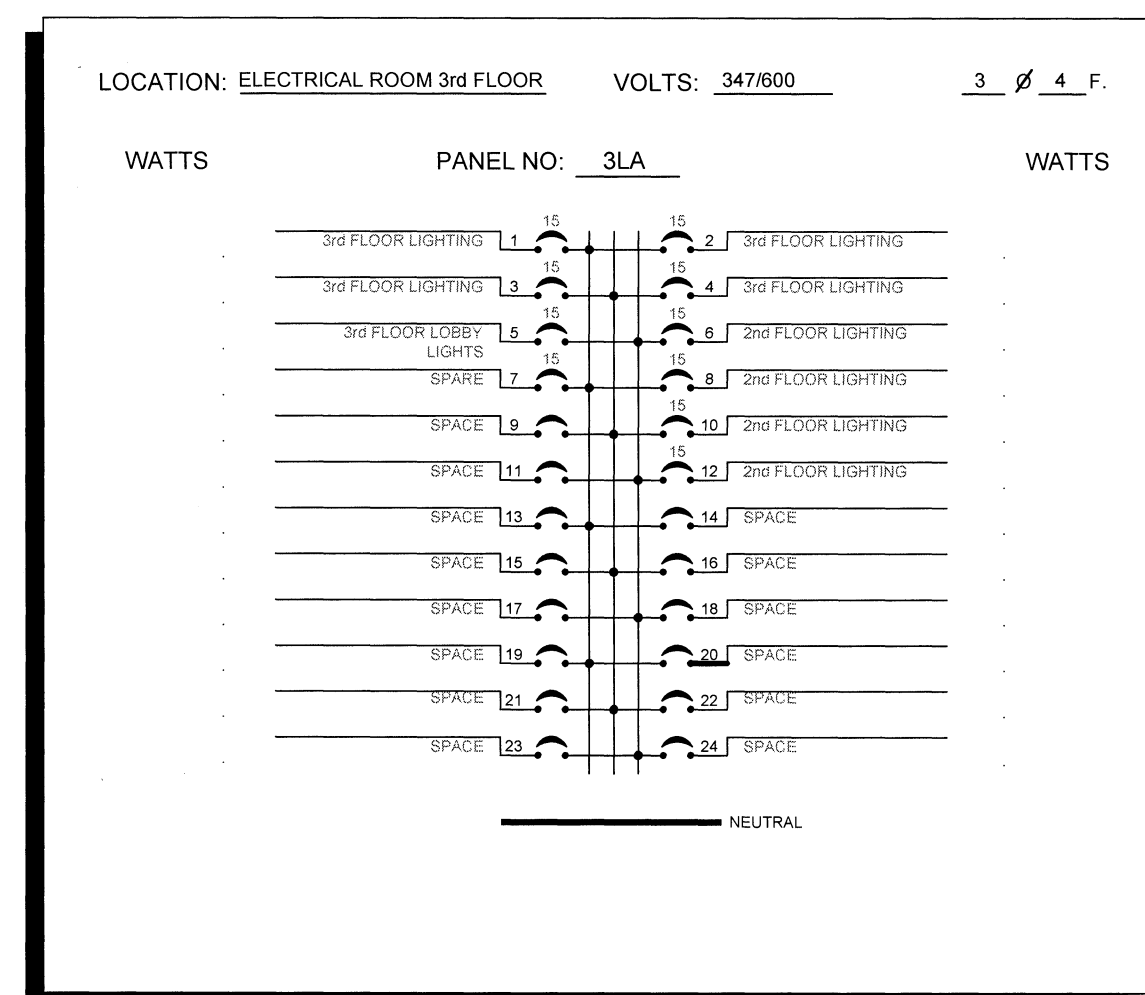 LOCATION: ELECTRICAL ROOM 3rd FLOOR VOLTS: 347/600 3 Ø 4 F.
WATTS PANEL NO: 3LA WATTS
15 15
3rd FLOOR LIGHTING 1 2 3rd FLOOR LIGHTING
15 15
3rd FLOOR LIGHTING 3 4 3rd FLOOR LIGHTING
15 15
3rd FLOOR LOBBY 5 6 2nd FLOOR LIGHTING
LIGHTS
15 15
SPARE 7 8 2nd FLOOR LIGHTING
15
SPACE 9 10 2nd FLOOR LIGHTING
15
SPACE 11 12 2nd FLOOR LIGHTING
SPACE 13 14 SPACE
SPACE 15 16 SPACE
SPACE 17 18 SPACE
SPACE 19 20 SPACE
SPACE 21 22 SPACE
SPACE 23 24 SPACE
NEUTRAL